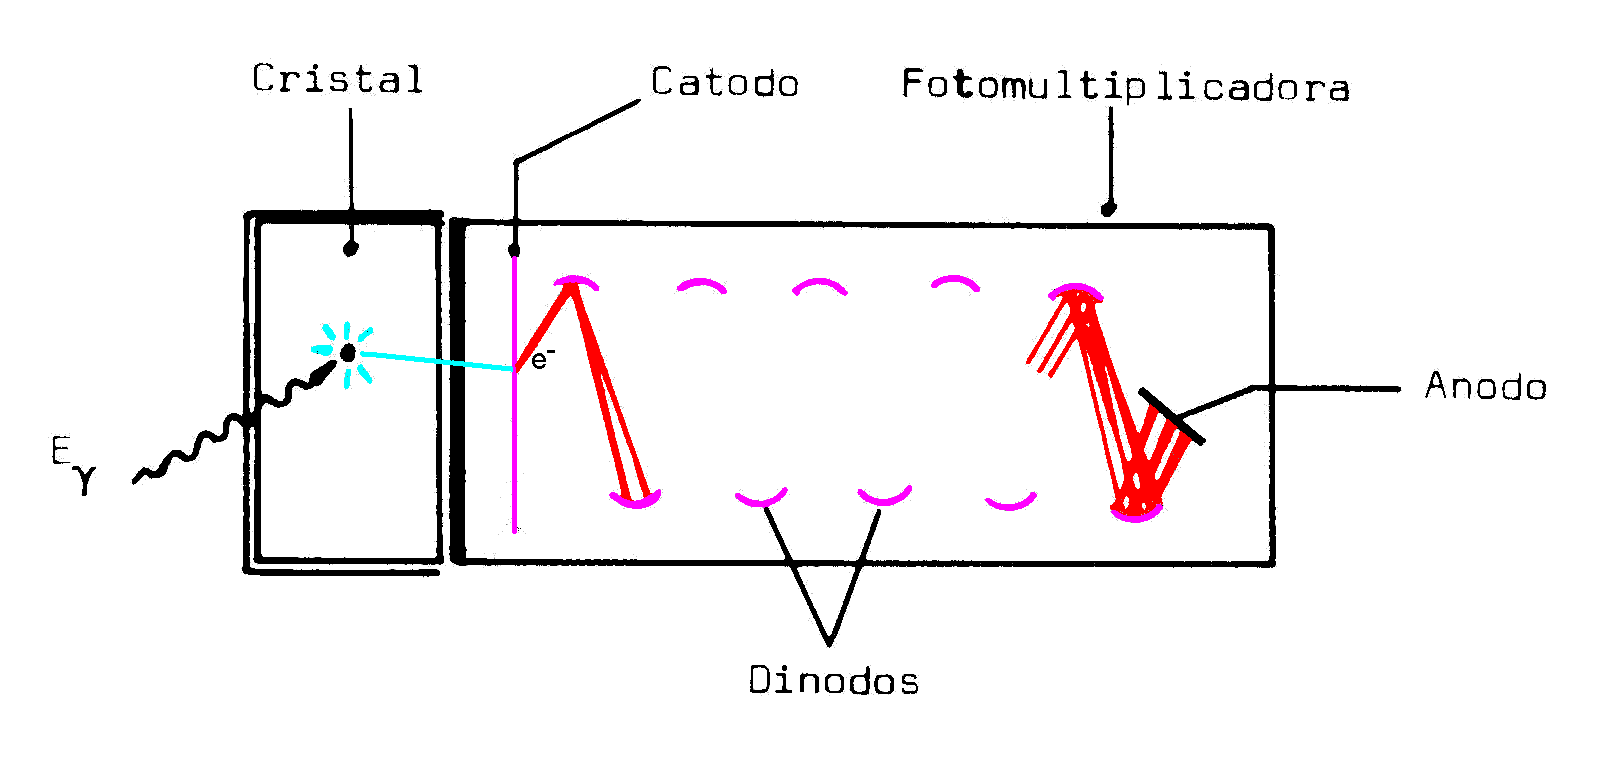 Cristal
Catodo
Fotomultiplicadora
e-
Anodo
Eγ
Dinodos